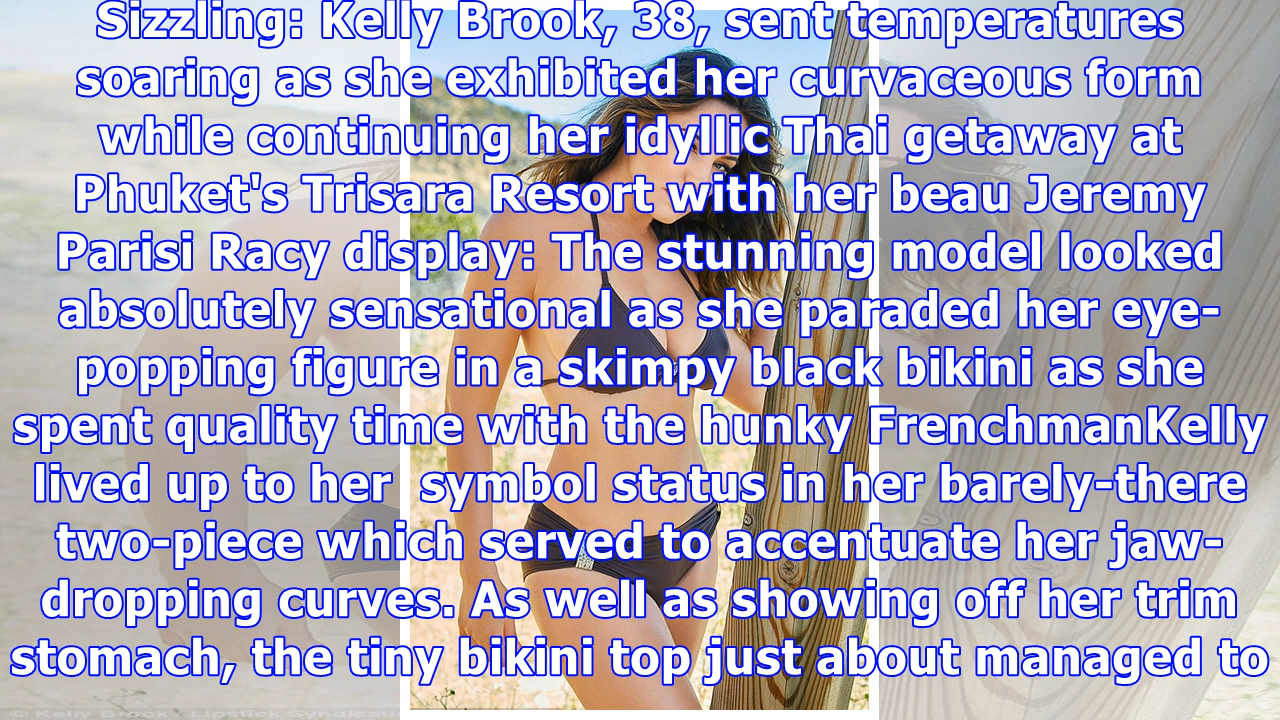 Sizzling: Kelly Brook, 38, sent temperatures
soaring as she exhibited her curvaceous form
while continuing her idyllic Thai getaway at
Phuket's Trisara Resort with her beau Jeremy
Parisi Racy display: The stunning model looked
absolutely sensational as she paraded her eye-
popping figure in a skimpy black bikini as she
spent quality time with the hunky FrenchmanKelly
lived up to her  symbol status in her barely-there
two-piece which served to accentuate her jaw-
dropping curves. As well as showing off her trim
stomach, the tiny bikini top just about managed to
© Kelly Brook / Lipstick Syndicati